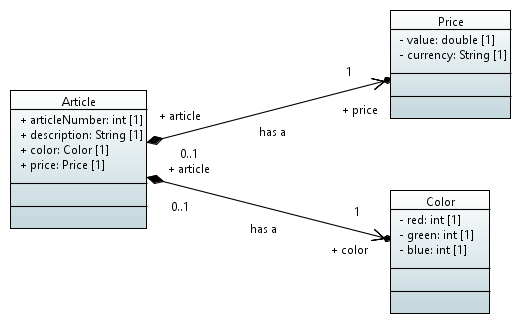 Price
- value: double [1]
- currency: String [1]
1
+ price
Article
+ articleNumber: int [1]
+ description: String [1]
+ color: Color [1]
+ price: Price [1]
+ article
has a
0..1
+ article
0..1
has a
1
+ color
Color
- red: int [1]
- green: int [1]
- blue: int [1]